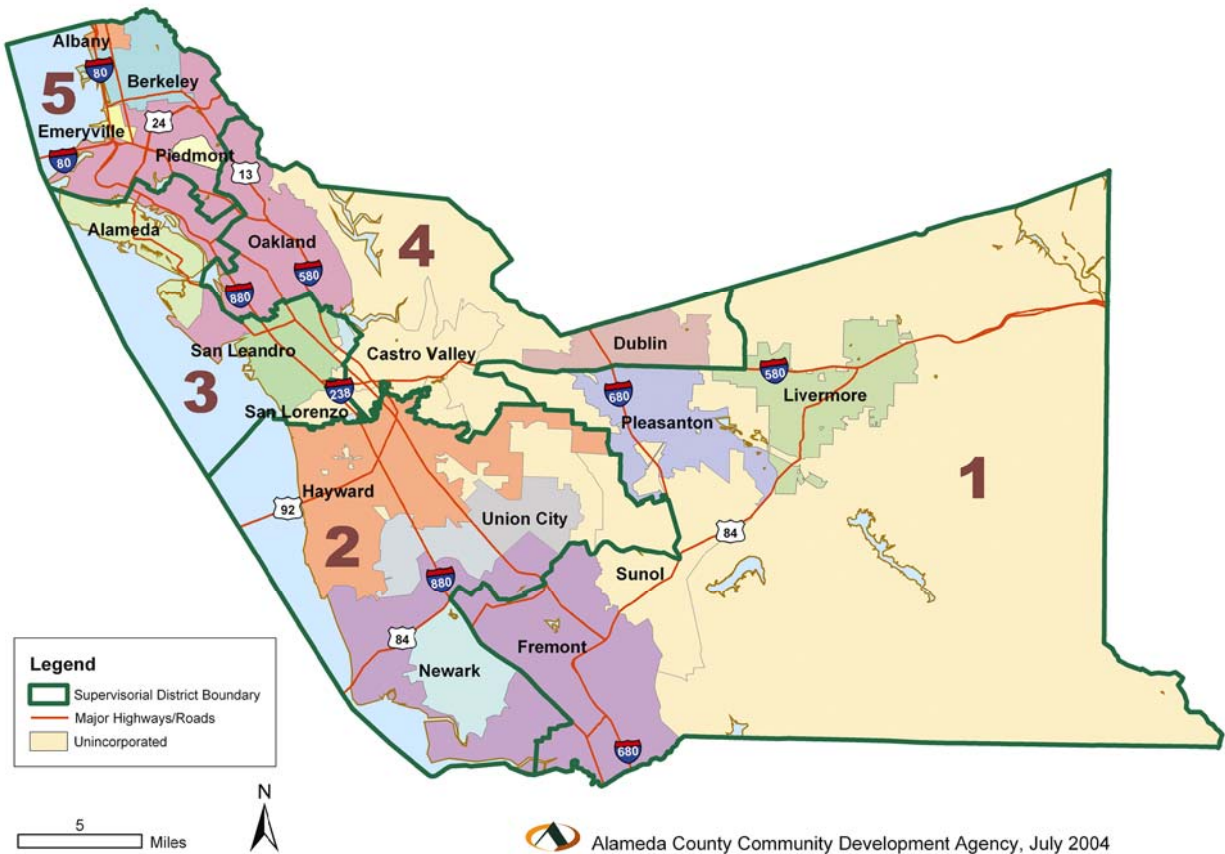 Albany
80
Berkeley
5
24
Emeryville
80
Piedmont
13
Alameda
Oakland
4
580
880
San Leandro
Castro Valley
Dublin
580
3
238
680
Livermore
San Lorenzo
Pleasanton
1
Hayward
92
Union City
2
84
880
Sunol
84
Fremont
Newark
680
Legend
Supervisorial District Boundary
Major Highways/Roads
Unincorporated
N
5
Miles
Alameda County Community Development Agency, July 2004